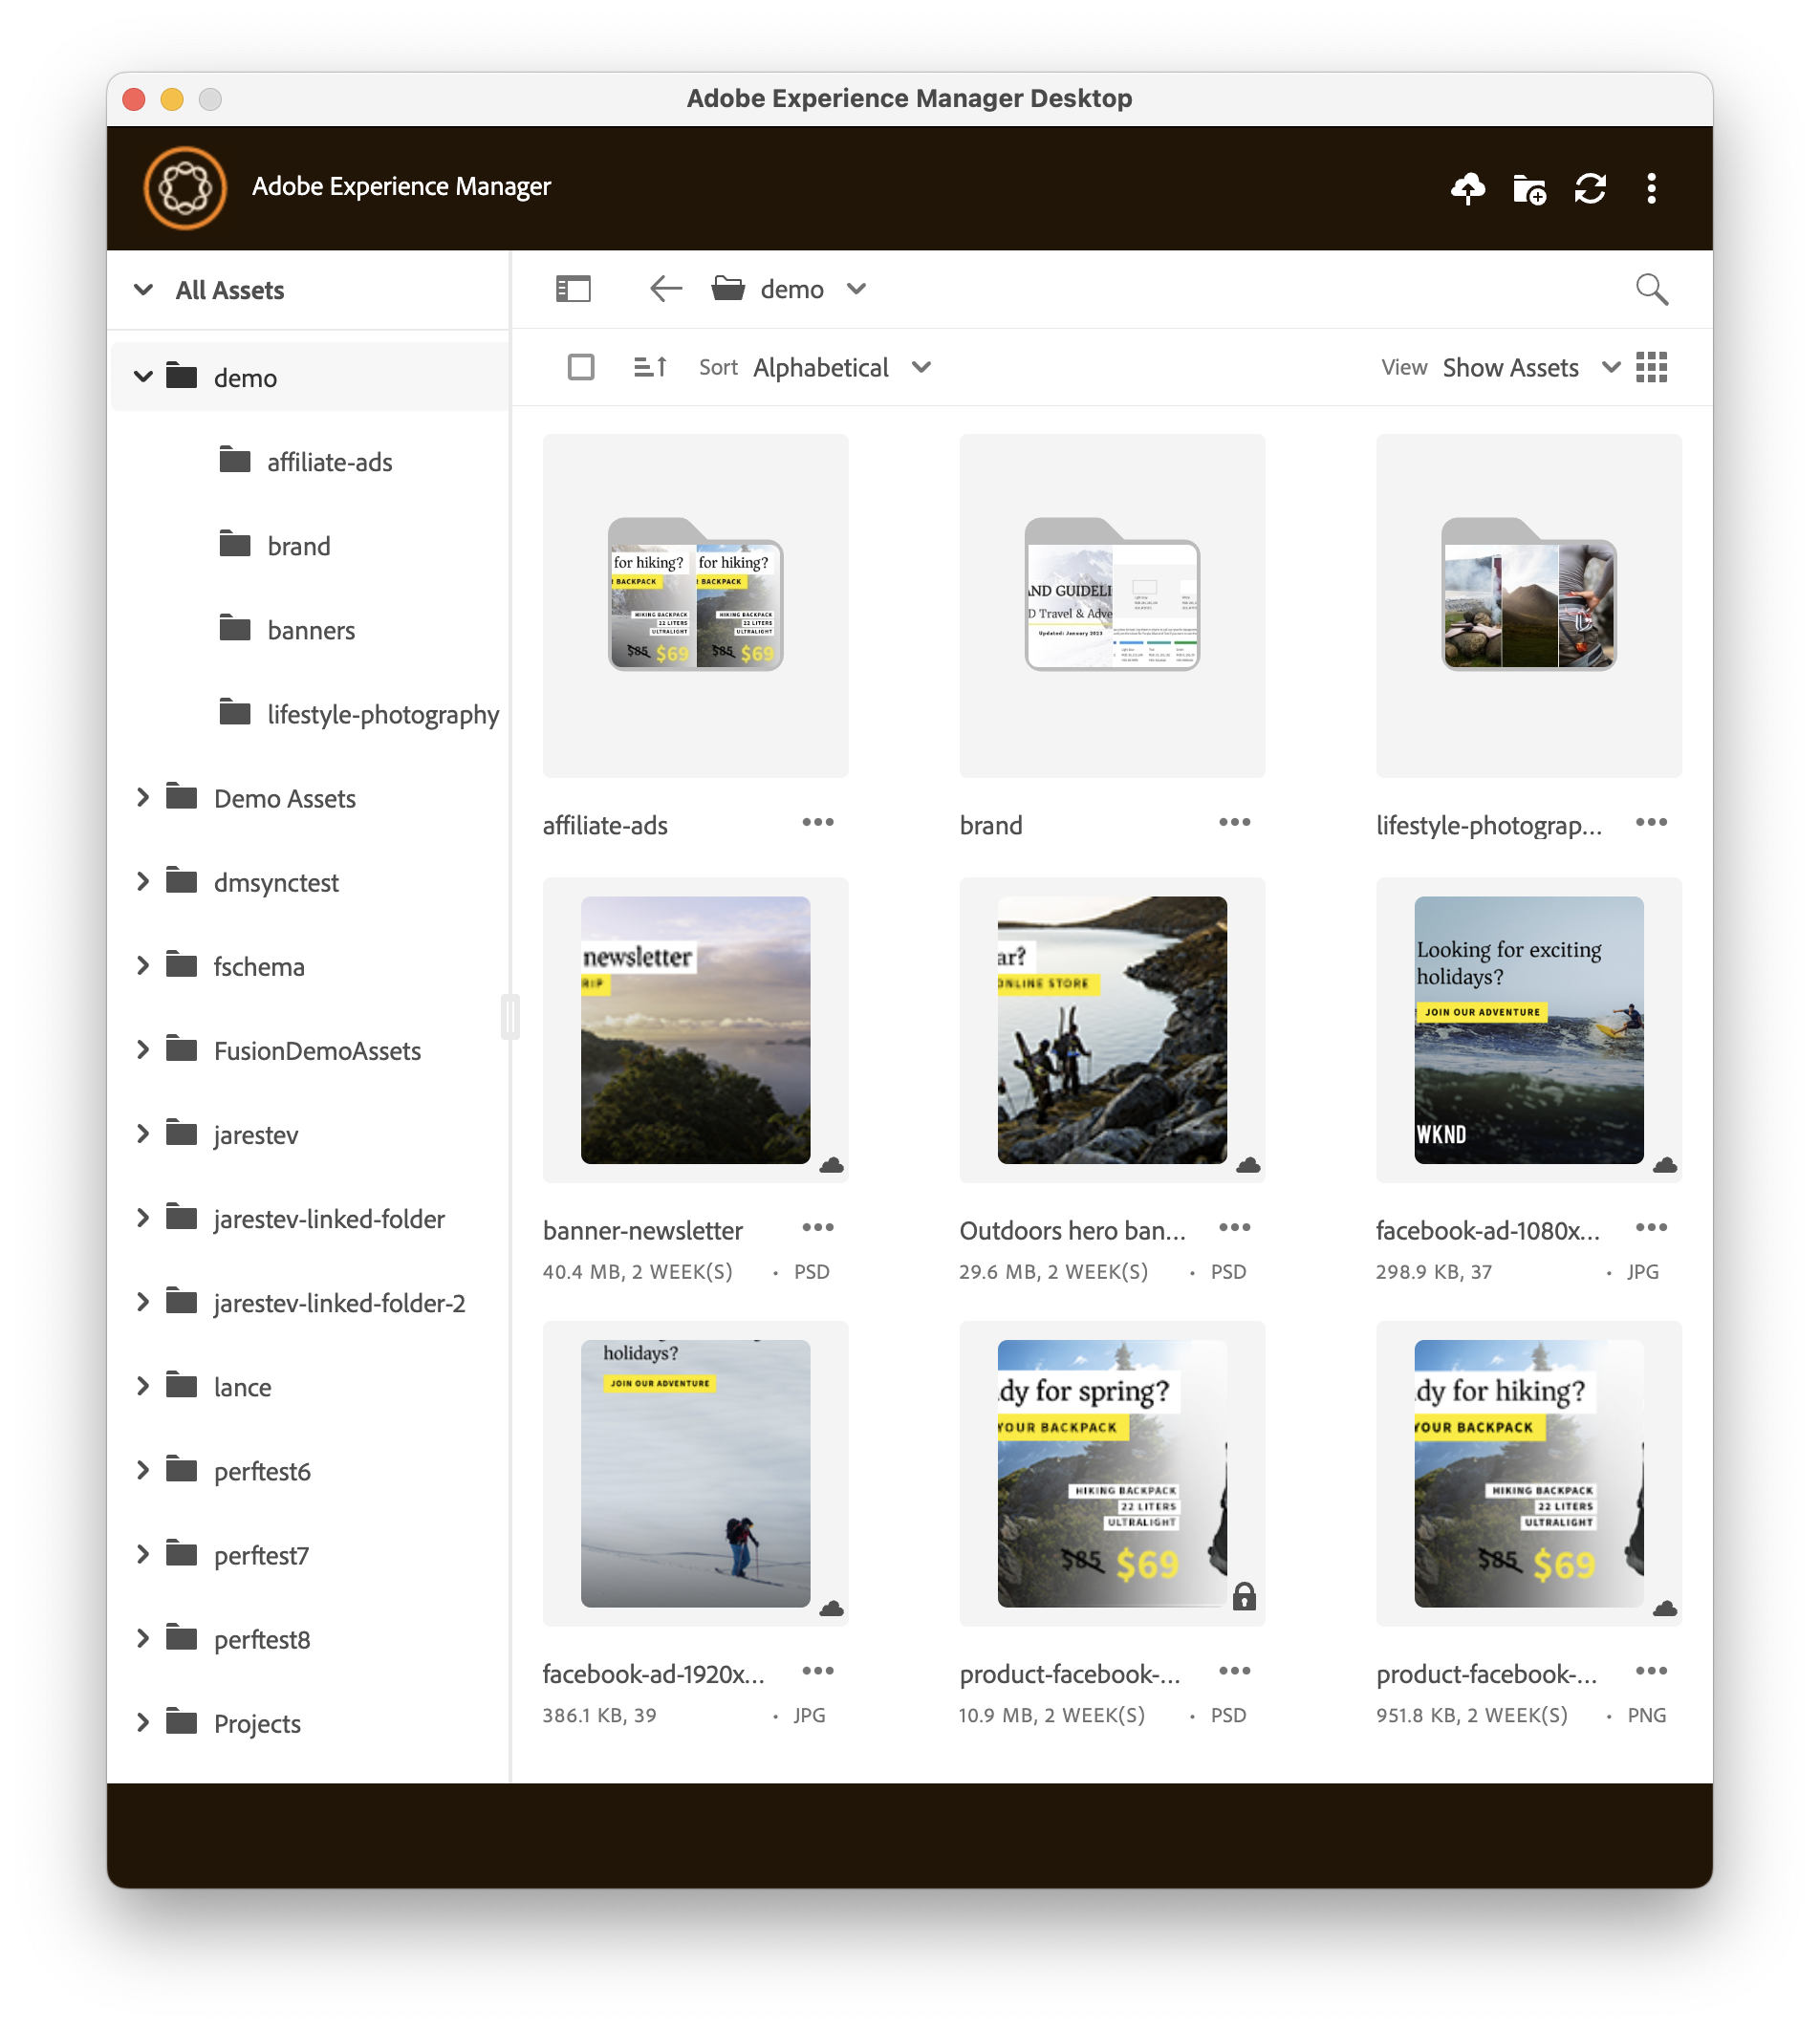 Adobe Experience Manager Desktop
Adobe Experience Manager
All Assets
demo
affiliate-ads
brand
banners
lifestyle-photography
Demo Assets
dmsynctest
fschema
FusionDemoAssets
jarestev
jarestev-linked-folder
jarestev-linked-folder-2
lance
perftest6
perftest7
perftest8
Projects
demo
Sort Alphabetical
View Show Assets
for hiking? for hiking?
BACKPACK BACKPACK
HIKING BACKPACK HIKING BACKPACK
22 LITERS 22 LITERS
ULTRALIGHT ULTRALIGHT
$85 $69 $85 $69
AND GUIDELI
D Travel & Adve
Updated: January 2023
affiliate-ads
brand
lifestyle-photograp...
newsletter
RIP
ar?
ONLINE STORE
Looking for exciting
holidays?
JOIN OUR ADVENTURE
WKND
banner-newsletter
40.4 MB, 2 WEEK(S) • PSD
Outdoors hero ban...
29.6 MB, 2 WEEK(S) • PSD
facebook-ad-1080x...
298.9 KB, 37 • JPG
holidays?
JOIN OUR ADVENTURE
dy for spring?
YOUR BACKPACK
HIKING BACKPACK
22 LITERS
ULTRALIGHT
$85 $69
dy for hiking?
YOUR BACKPACK
HIKING BACKPACK
22 LITERS
ULTRALIGHT
$85 $69
facebook-ad-1920x...
386.1 KB, 39 • JPG
product-facebook-...
10.9 MB, 2 WEEK(S) • PSD
product-facebook-...
951.8 KB, 2 WEEK(S) • PNG